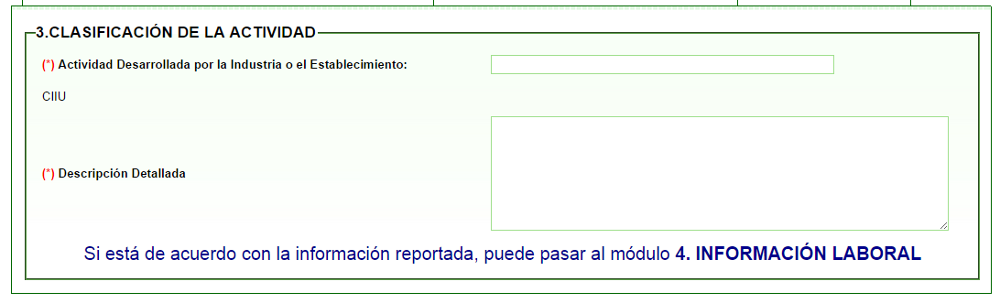 3.CLASIFICACIÓN DE LA ACTIVIDAD
(*) Actividad Desarrollada por la Industria o el Establecimiento:
CIIU
(*) Descripción Detallada
Si está de acuerdo con la información reportada, puede pasar al módulo 4. INFORMACIÓN LABORAL